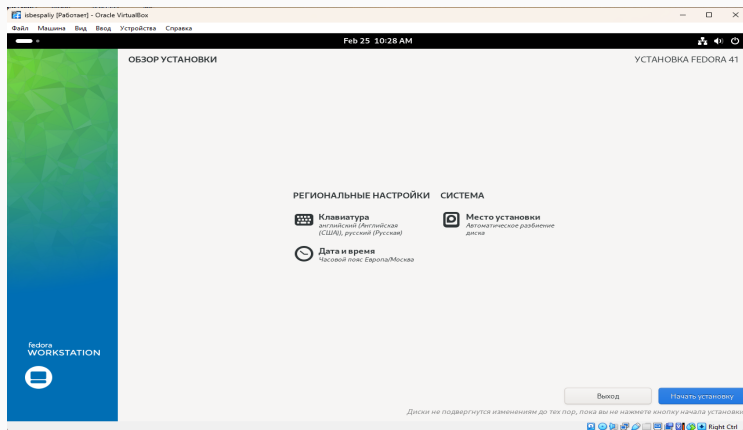 isbespaliy [Работает] - Oracle VirtualBox
Файл Машина Вид Ввод Устройства Справка
Feb 25 10:28 AM
ОБЗОР УСТАНОВКИ
УСТАНОВКА FEDORA 41
РЕГИОНАЛЬНЫЕ НАСТРОЙКИ
Клавиатура
английский (Английская
(США)), русский (Русская)
Дата и время
Часовой пояс Европа/Москва
СИСТЕМА
Место установки
Автоматическое разбиение
диска
fedora
WORKSTATION
Выход
Начать установку
Диски не подвергнутся изменениям до тех пор, пока вы не нажмете кнопку начала установки
Right Ctrl